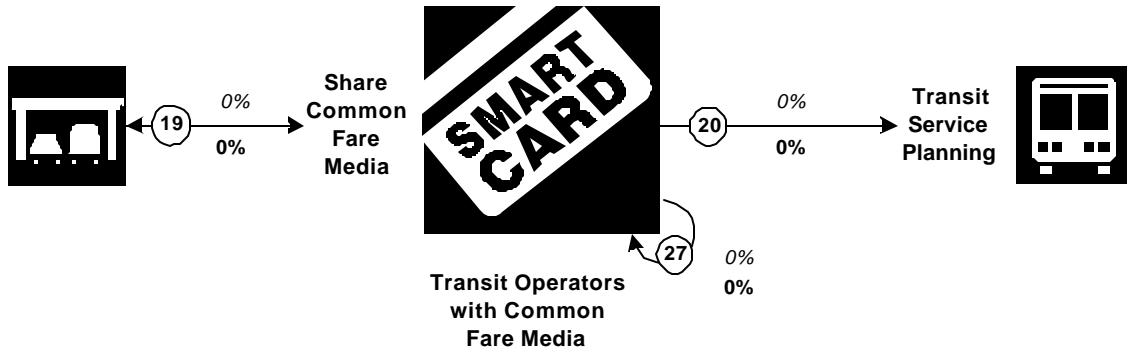 Share
Common
Fare
Media
19
0%
0%
SMART
CARD
20
0%
0%
Transit
Service
Planning
27
0%
0%
Transit Operators
with Common
Fare Media